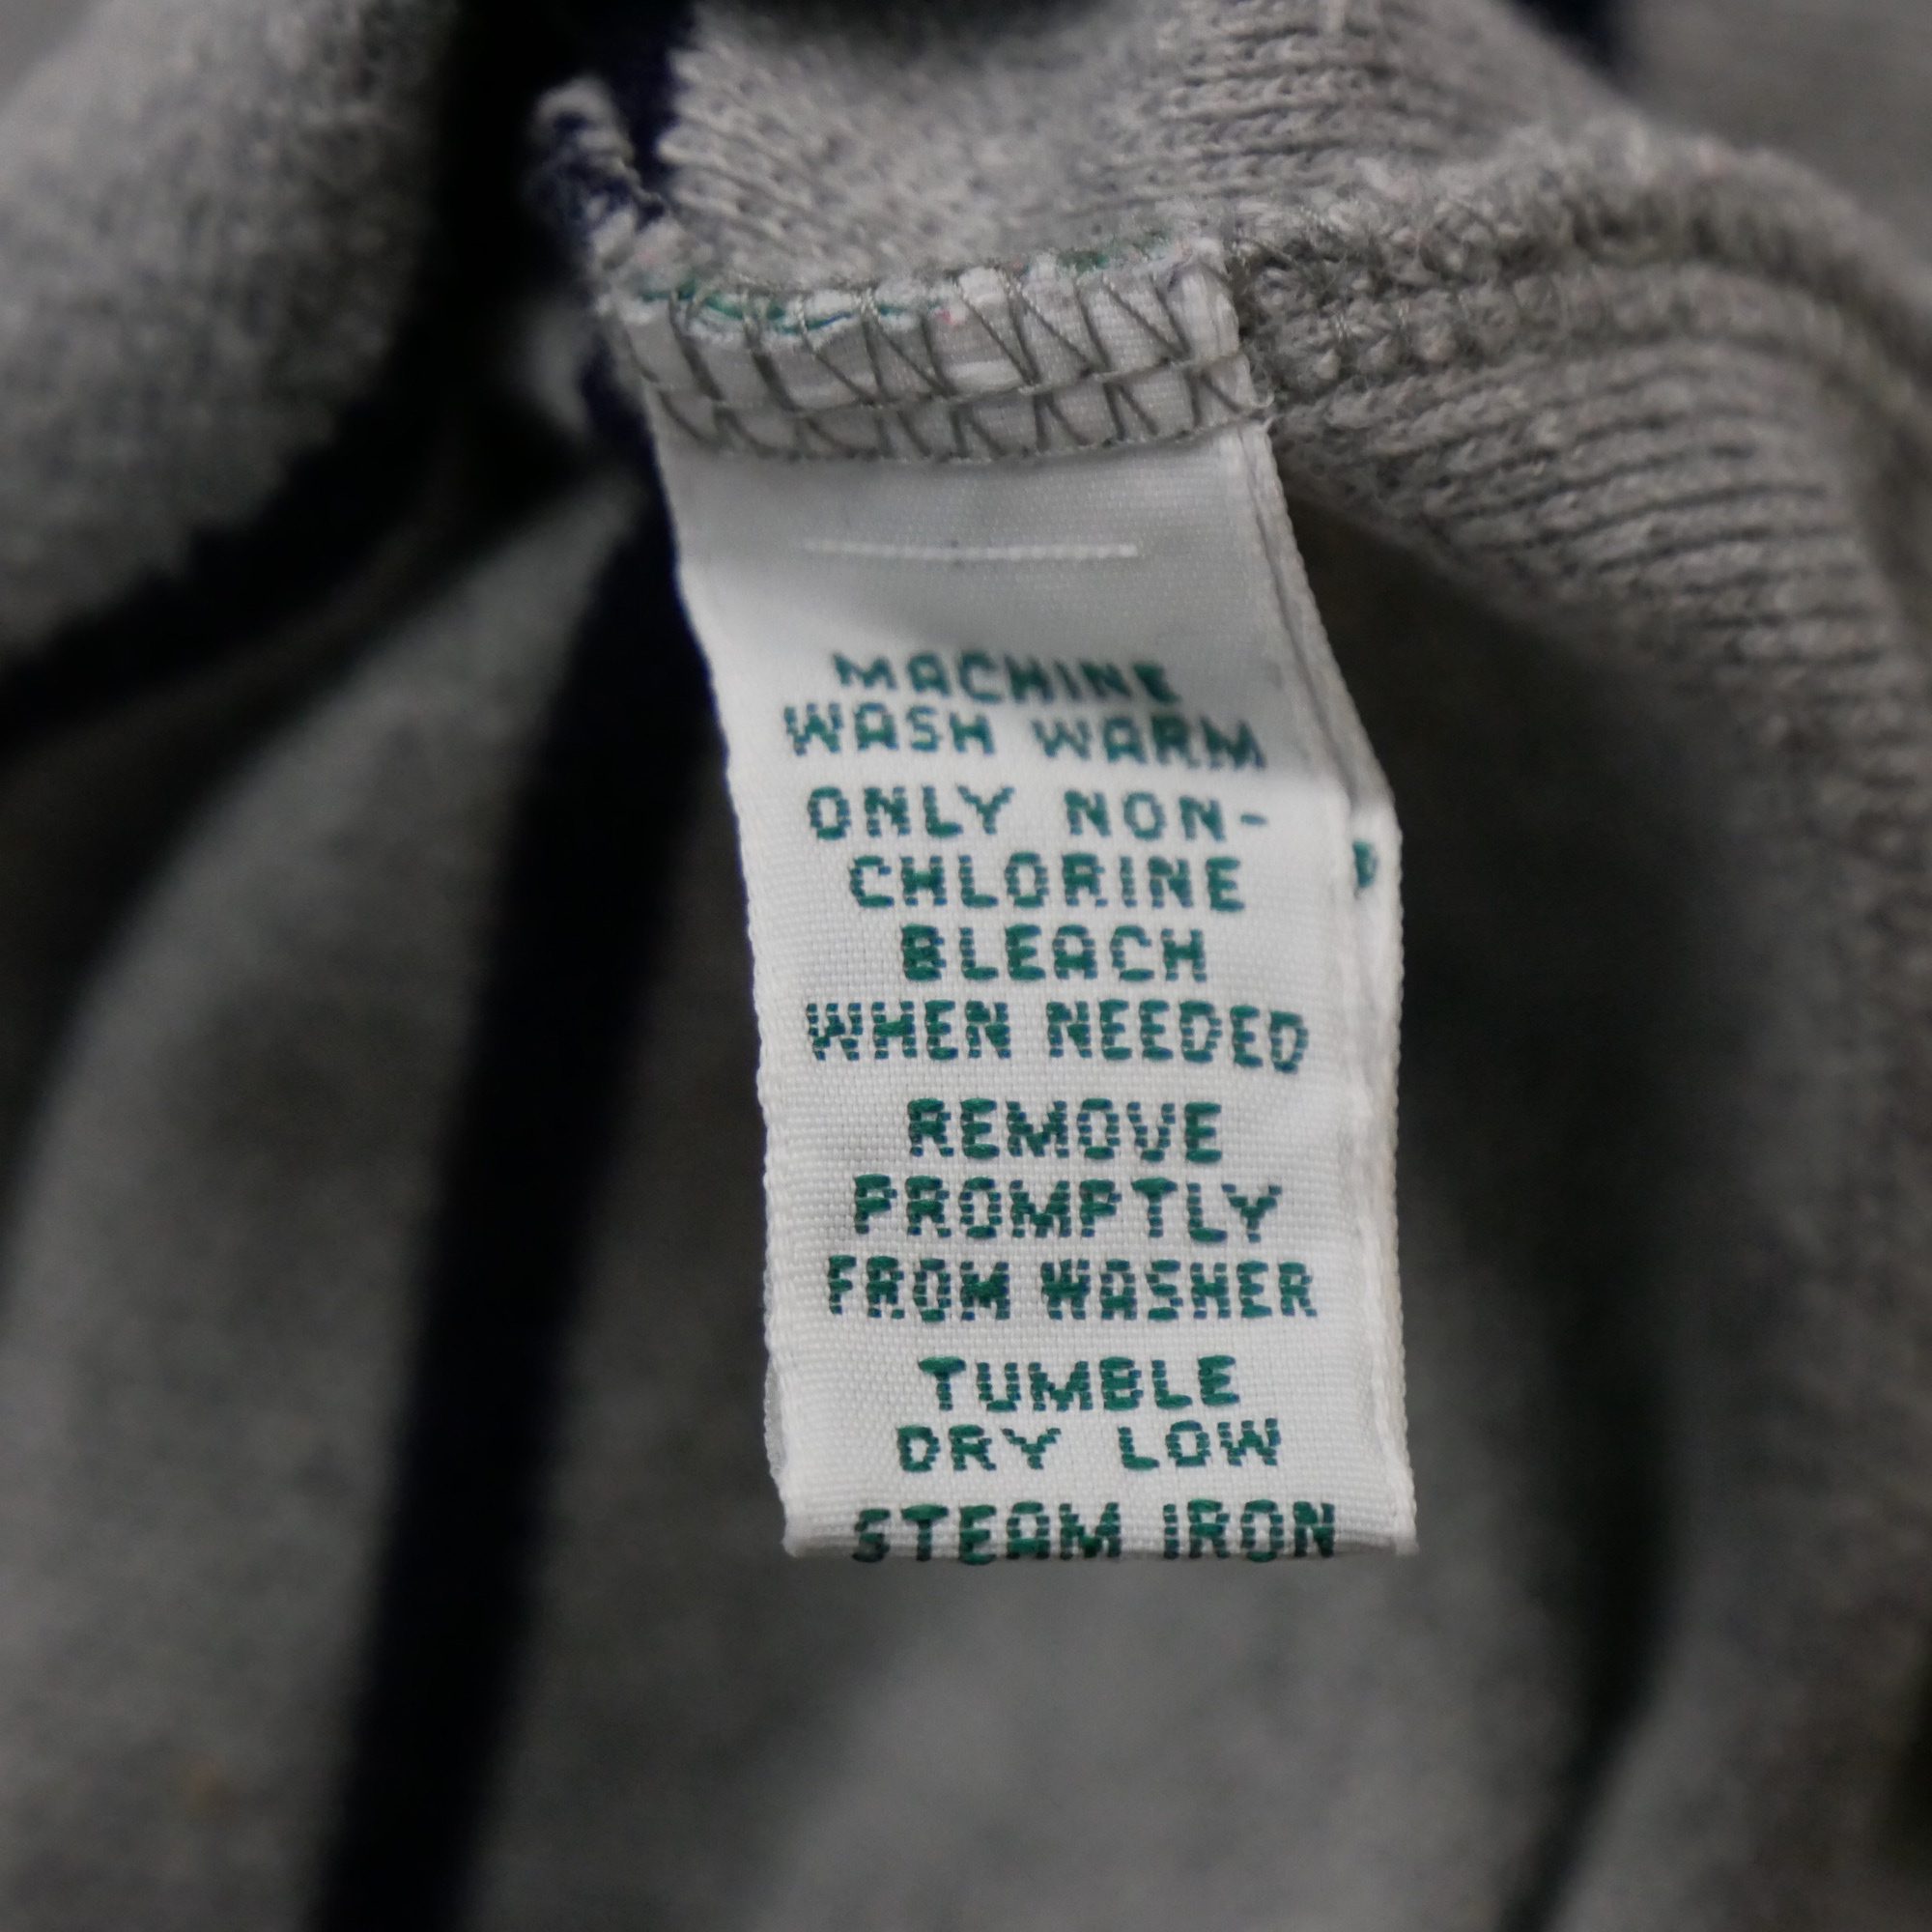 MACHINE
WASH WARM
ONLY NON-
CHLORINE
BLEACH
WHEN NEEDED
REMOVE
PROMPTLY
FROM WASHER
TUMBLE
DRY LOW
STEAM IRON